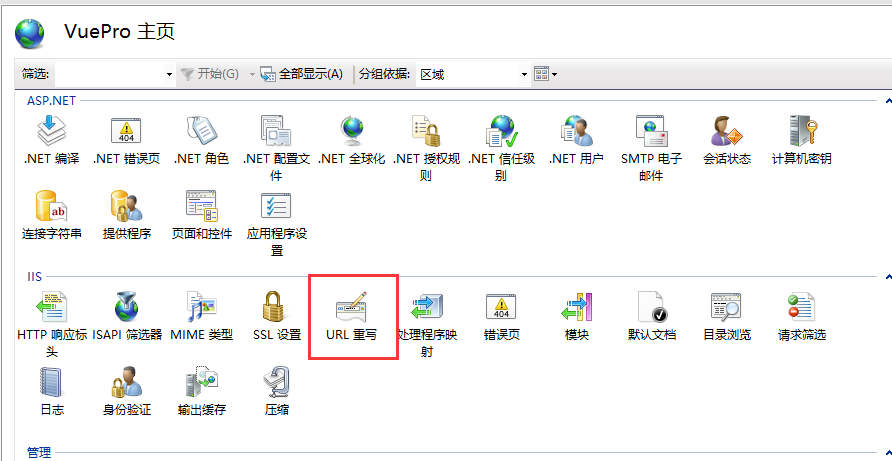 VuePro 主页
筛选: 开始(G) 全部显示(A) 分组依据: 区域
ASP.NET
.NET 编译 .NET 错误页 .NET 角色 .NET 配置文件 .NET 全球化 .NET 授权规则 .NET 信任级别 .NET 用户 SMTP 电子邮件 会话状态 计算机密钥
连接字符串 提供程序 页面和控件 应用程序设置
IIS
HTTP 响应标头 ISAPI 筛选器 MIME 类型 SSL 设置 URL 重写 处理程序映射 错误页 模块 默认文档 目录浏览 请求筛选
日志 身份验证 输出缓存 压缩
管理